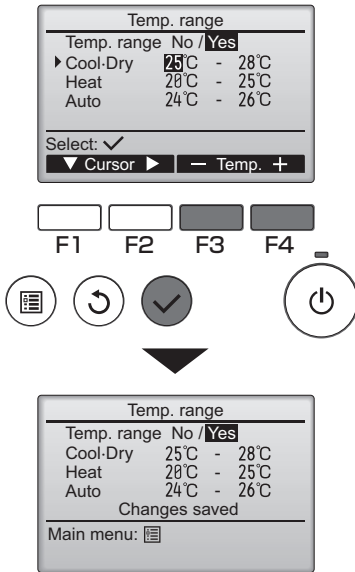 Temp. range
Temp. range No / Yes
Cool·Dry 25°C - 28°C
Heat 20°C - 25°C
Auto 24°C - 26°C
Select: ✓
▼ Cursor ▶ — Temp. +
F1 F2 F3 F4
Temp. range
Temp. range No / Yes
Cool·Dry 25°C - 28°C
Heat 20°C - 25°C
Auto 24°C - 26°C
Changes saved
Main menu: